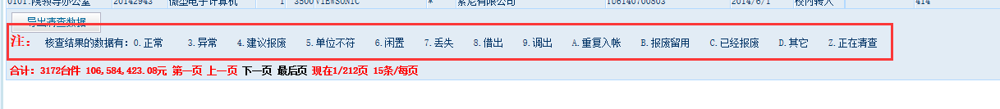 0101.院领导办公室 20142943 微型电子计算机 1 3500 VIEWSONIC * 索尼有限公司 TD6140700803 2014/6/1 校内转入 414
导出清查数据
注： 核查结果的数据有：0.正常 3.异常 4.建议报废 5.单位不符 6.闲置 7.丢失 8.借出 9.调出 A.重复入帐 B.报废留用 C.已经报废 D.其它 Z.正在清查
合计：3172台件 106,584,423.08元 第一页 上一页 下一页 最后页 现在1/212页 15条/每页